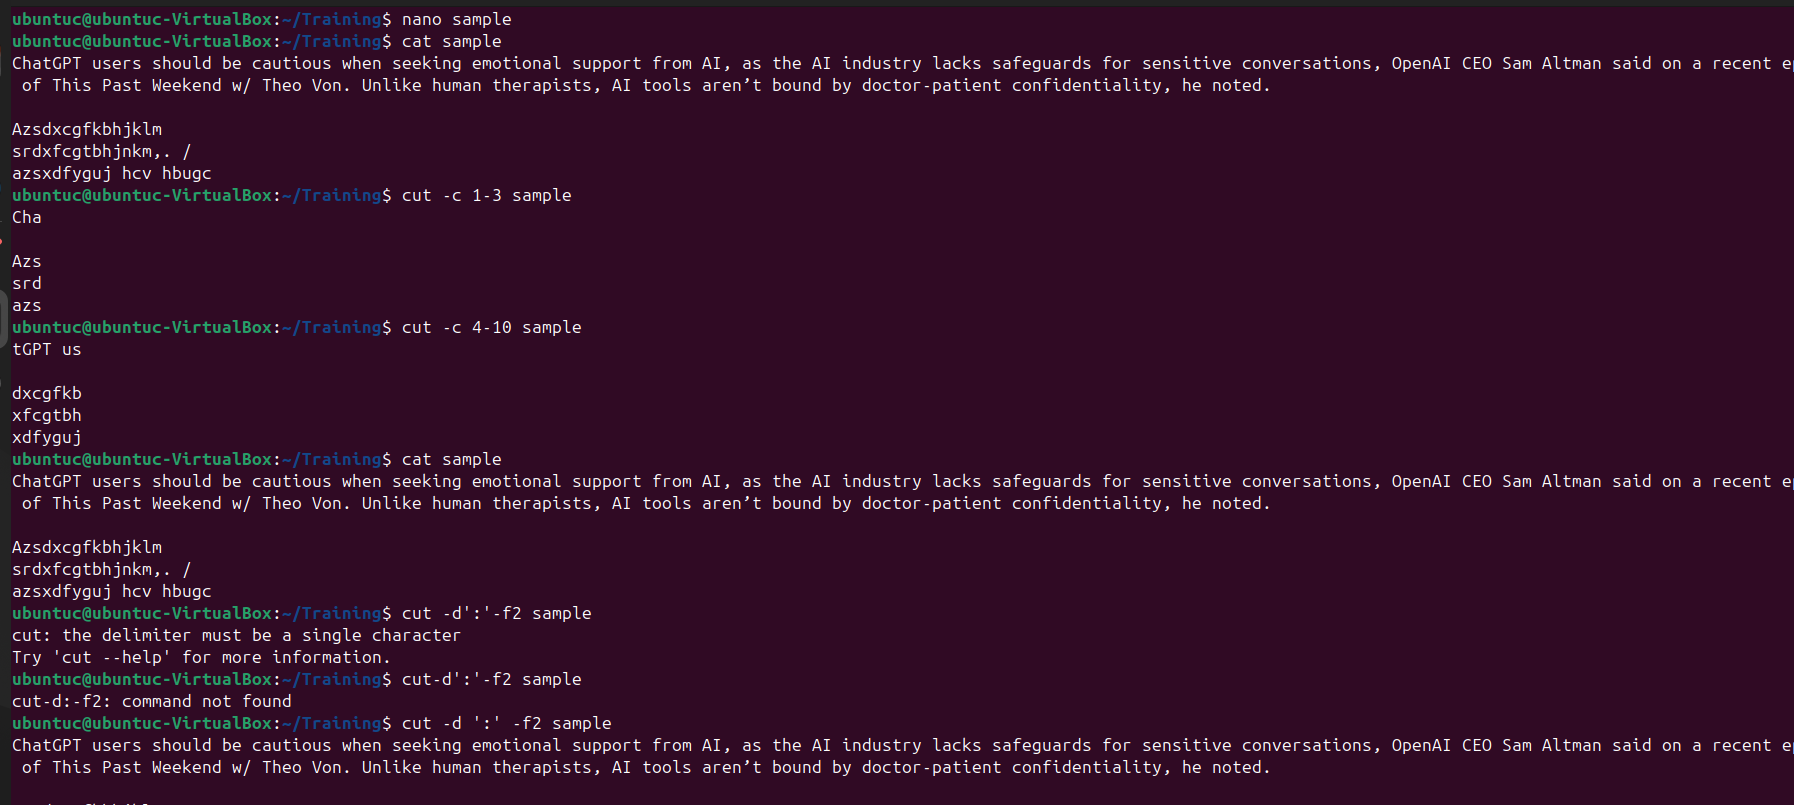 ubuntuc@ubuntuc-VirtualBox:~/Training$ nano sample
ubuntuc@ubuntuc-VirtualBox:~/Training$ cat sample
ChatGPT users should be cautious when seeking emotional support from AI, as the AI industry lacks safeguards for sensitive conversations, OpenAI CEO Sam Altman said on a recent
of This Past Weekend w/ Theo Von. Unlike human therapists, AI tools aren’t bound by doctor-patient confidentiality, he noted.
Azsdxcgfkbhjklm
srdxfcgtbhjnkm,. /
azsxdfyguj hcv hbugc
ubuntuc@ubuntuc-VirtualBox:~/Training$ cut -c 1-3 sample
Cha
Azs
srd
azs
ubuntuc@ubuntuc-VirtualBox:~/Training$ cut -c 4-10 sample
tGPT us
dxcgfkb
xfcgtbh
xdfyguj
ubuntuc@ubuntuc-VirtualBox:~/Training$ cat sample
ChatGPT users should be cautious when seeking emotional support from AI, as the AI industry lacks safeguards for sensitive conversations, OpenAI CEO Sam Altman said on a recent
of This Past Weekend w/ Theo Von. Unlike human therapists, AI tools aren’t bound by doctor-patient confidentiality, he noted.
Azsdxcgfkbhjklm
srdxfcgtbhjnkm,. /
azsxdfyguj hcv hbugc
ubuntuc@ubuntuc-VirtualBox:~/Training$ cut -d':'-f2 sample
cut: the delimiter must be a single character
Try 'cut --help' for more information.
ubuntuc@ubuntuc-VirtualBox:~/Training$ cut-d':'-f2 sample
cut-d:-f2: command not found
ubuntuc@ubuntuc-VirtualBox:~/Training$ cut -d ':' -f2 sample
ChatGPT users should be cautious when seeking emotional support from AI, as the AI industry lacks safeguards for sensitive conversations, OpenAI CEO Sam Altman said on a recent
of This Past Weekend w/ Theo Von. Unlike human therapists, AI tools aren’t bound by doctor-patient confidentiality, he noted.